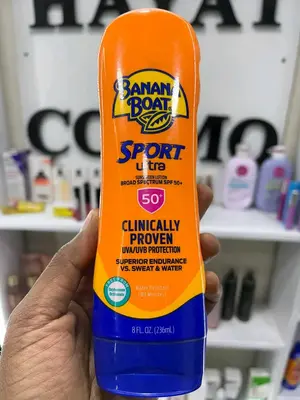 HAYAT
BANANA
BOAT
SPORT
ultra
SUNSCREEN LOTION
BROAD SPECTRUM SPF 50+
50+
CLINICALLY
PROVEN
UVA/UVB PROTECTION
SUPERIOR ENDURANCE
VS. SWEAT & WATER
8 FL.OZ. (236mL)